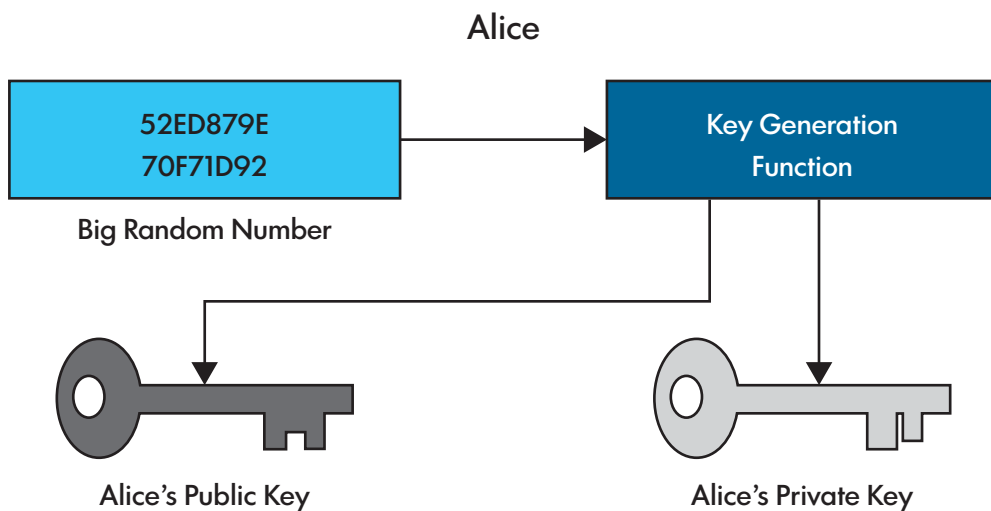 Alice
52ED879E
70F71D92
Key Generation
Function
Big Random Number
Alice's Public Key
Alice's Private Key